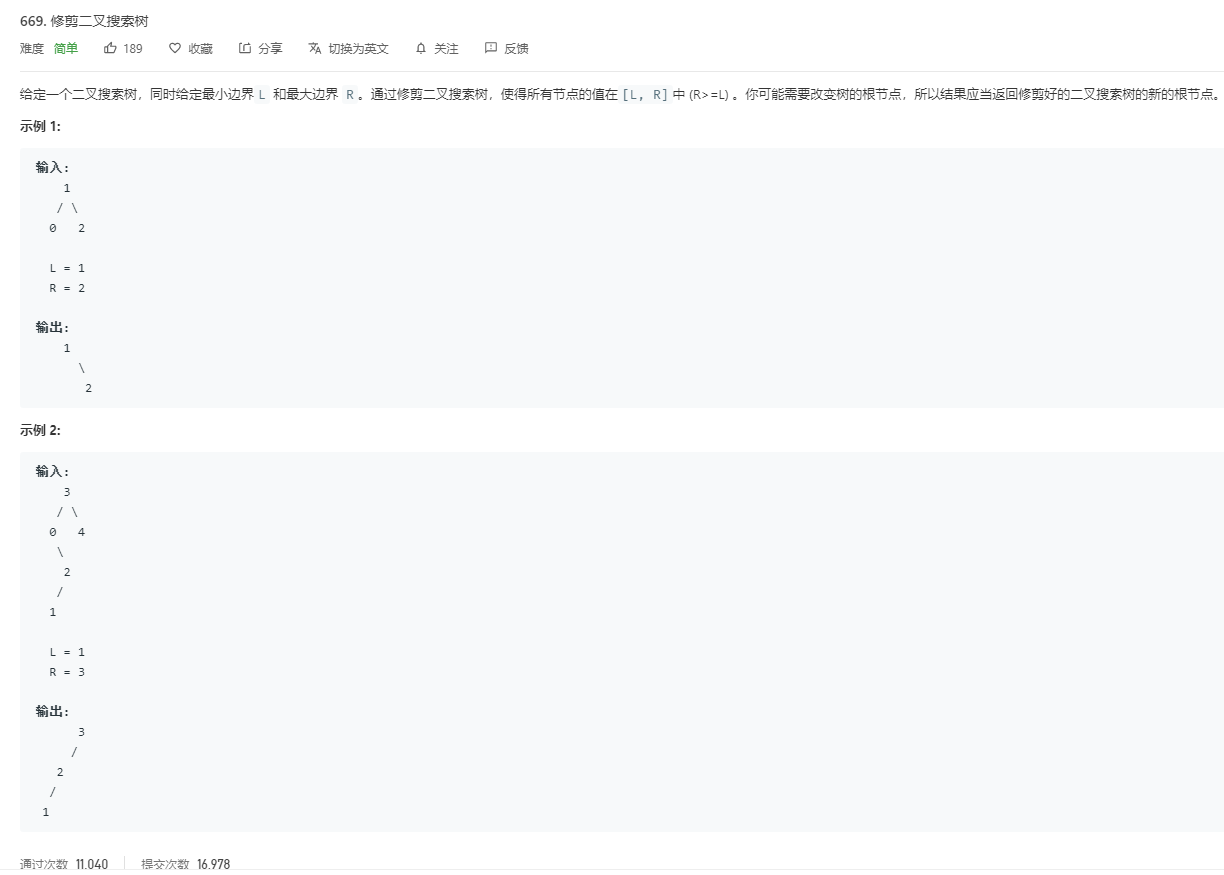 669. 修剪二叉搜索树
难度 简单 189 收藏 分享 切换为英文 关注 反馈
给定一个二叉搜索树，同时给定最小边界 L 和最大边界 R 。通过修剪二叉搜索树，使得所有节点的值在 [L, R] 中 (R>=L) 。你可能需要改变树的根节点，所以结果应当返回修剪好的二叉搜索树的新的根节点。
示例 1:
输入:
1
/ \
0 2
L = 1
R = 2
输出:
1
\
2
示例 2:
输入:
3
/ \
0 4
\
2
/
1
L = 1
R = 3
输出:
3
/
2
/
1
通过次数 11,040 提交次数 16,978